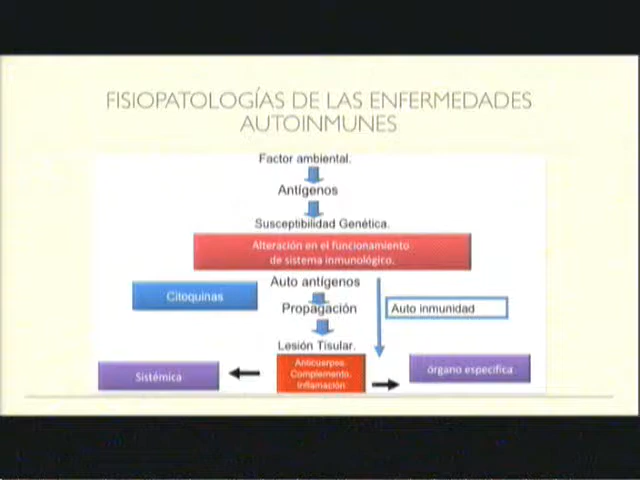 FISIOPATOLOGÍAS DE LAS ENFERMEDADES
AUTOINMUNES
Factor ambiental.
Antígenos
Susceptibilidad Genética.
Alteración en el funcionamiento
de sistema inmunológico.
Auto antígenos
Citoquinas
Propagación
Auto inmunidad
Lesión Tisular.
Anticuerpos.
Complemento.
Inflamación
Sistémica
órgano especifica